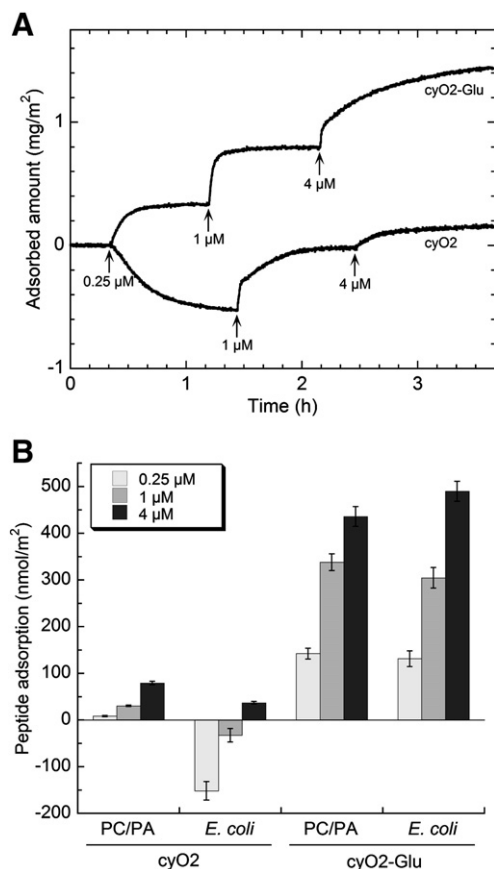 A
Adsorbed amount (mg/m²)
1
0
-1
cyO2-Glu
4 µM
1 µM
0.25 µM
cyO2
4 µM
1 µM
0 1 2 3
Time (h)
B
Peptide adsorption (nmol/m²)
0.25 µM
1 µM
4 µM
500
400
300
200
100
0
-100
-200
PC/PA E. coli PC/PA E. coli
cyO2 cyO2-Glu